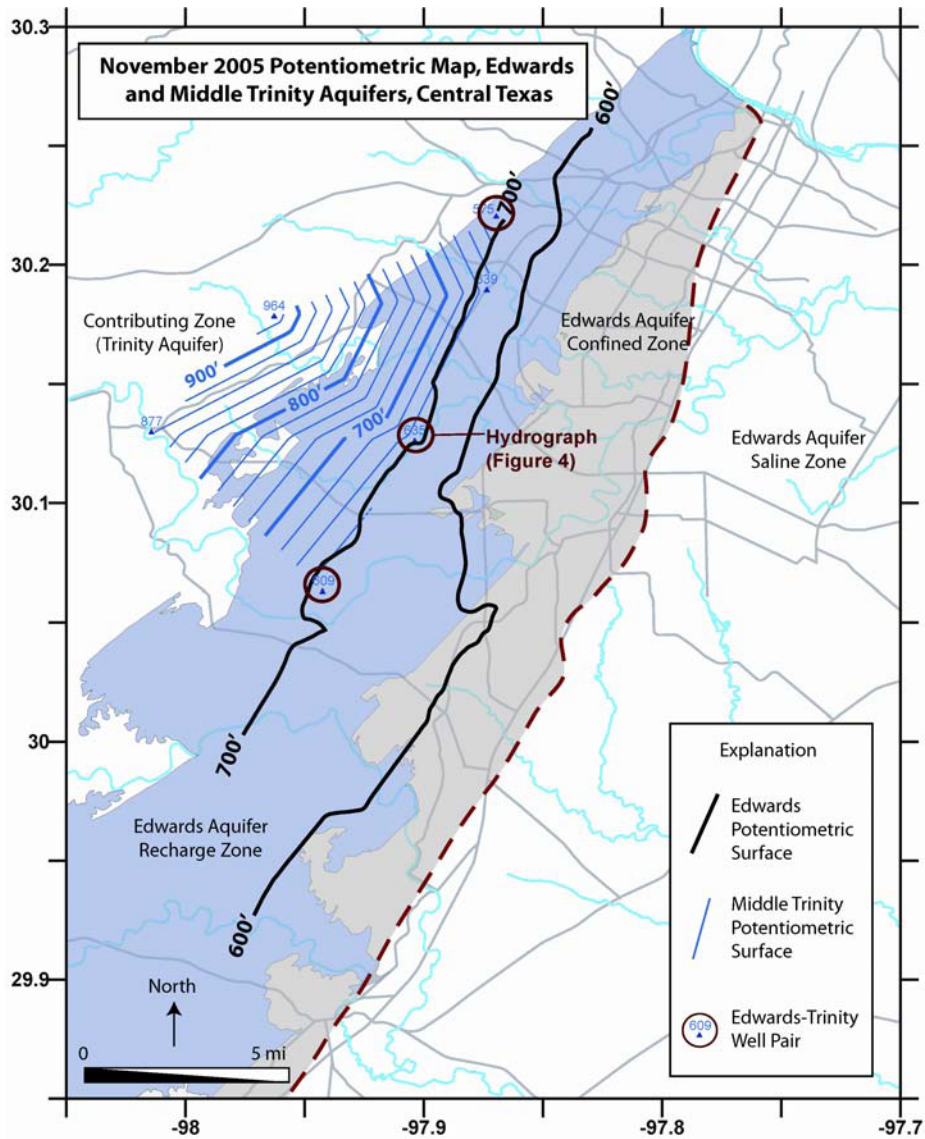 30.3
November 2005 Potentiometric Map, Edwards
and Middle Trinity Aquifers, Central Texas
600'
700'
30.2
639
964
Contributing Zone
(Trinity Aquifer)
Edwards Aquifer
Confined Zone
900'
800'
877
700'
635
Hydrograph
(Figure 4)
Edwards Aquifer
Saline Zone
30.1
609
30
700'
Explanation
Edwards
Potentiometric
Surface
Edwards Aquifer
Recharge Zone
Middle Trinity
Potentiometric
Surface
600'
29.9
North
Edwards-Trinity
Well Pair
609
0
5 mi
-98
-97.9
-97.8
-97.7